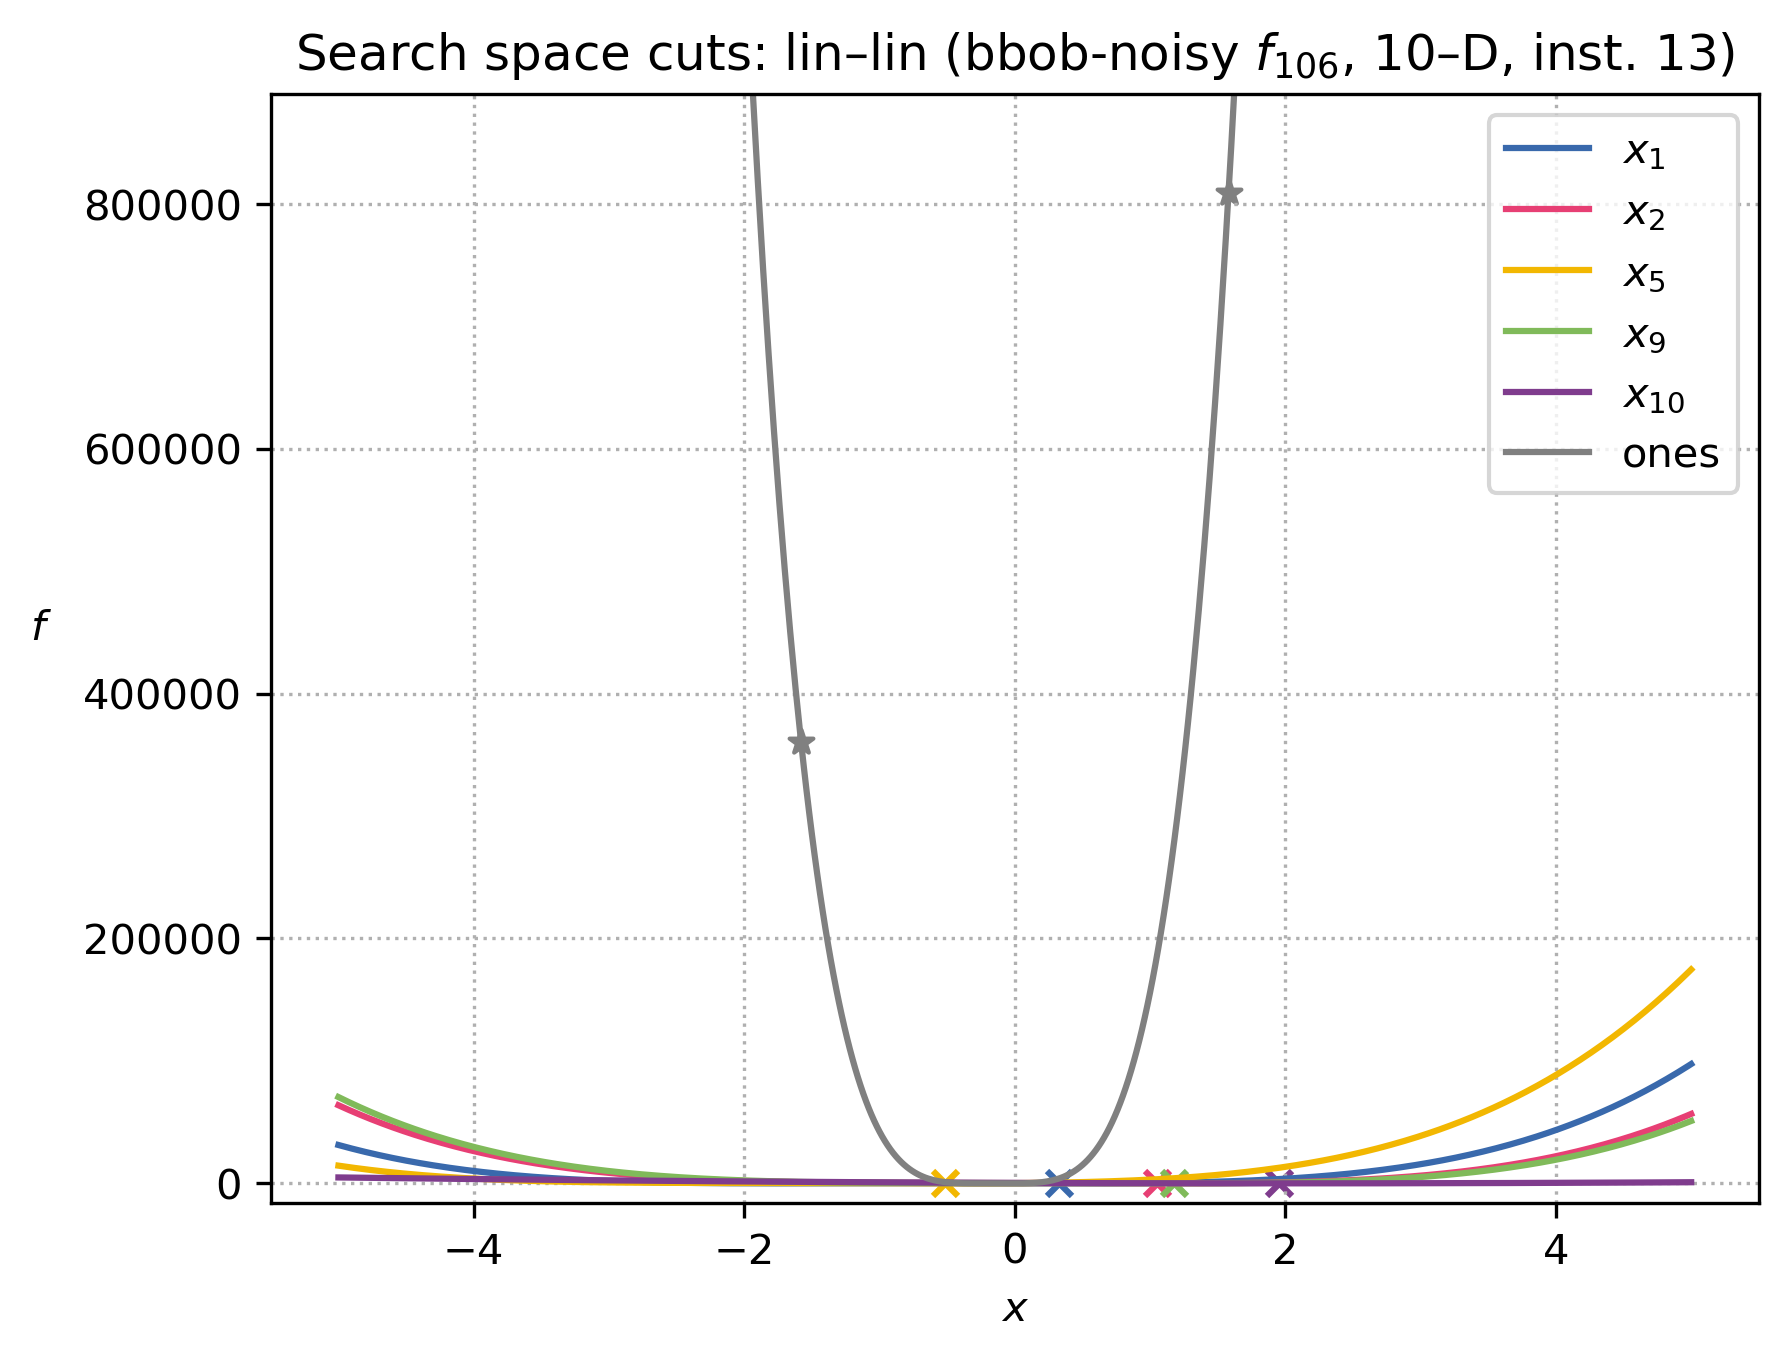 Search space cuts: lin–lin (bbob-noisy f106, 10–D, inst. 13)
x1
x2
x5
x9
x10
ones
f
800000
600000
400000
200000
0
−4 −2 0 2 4
x